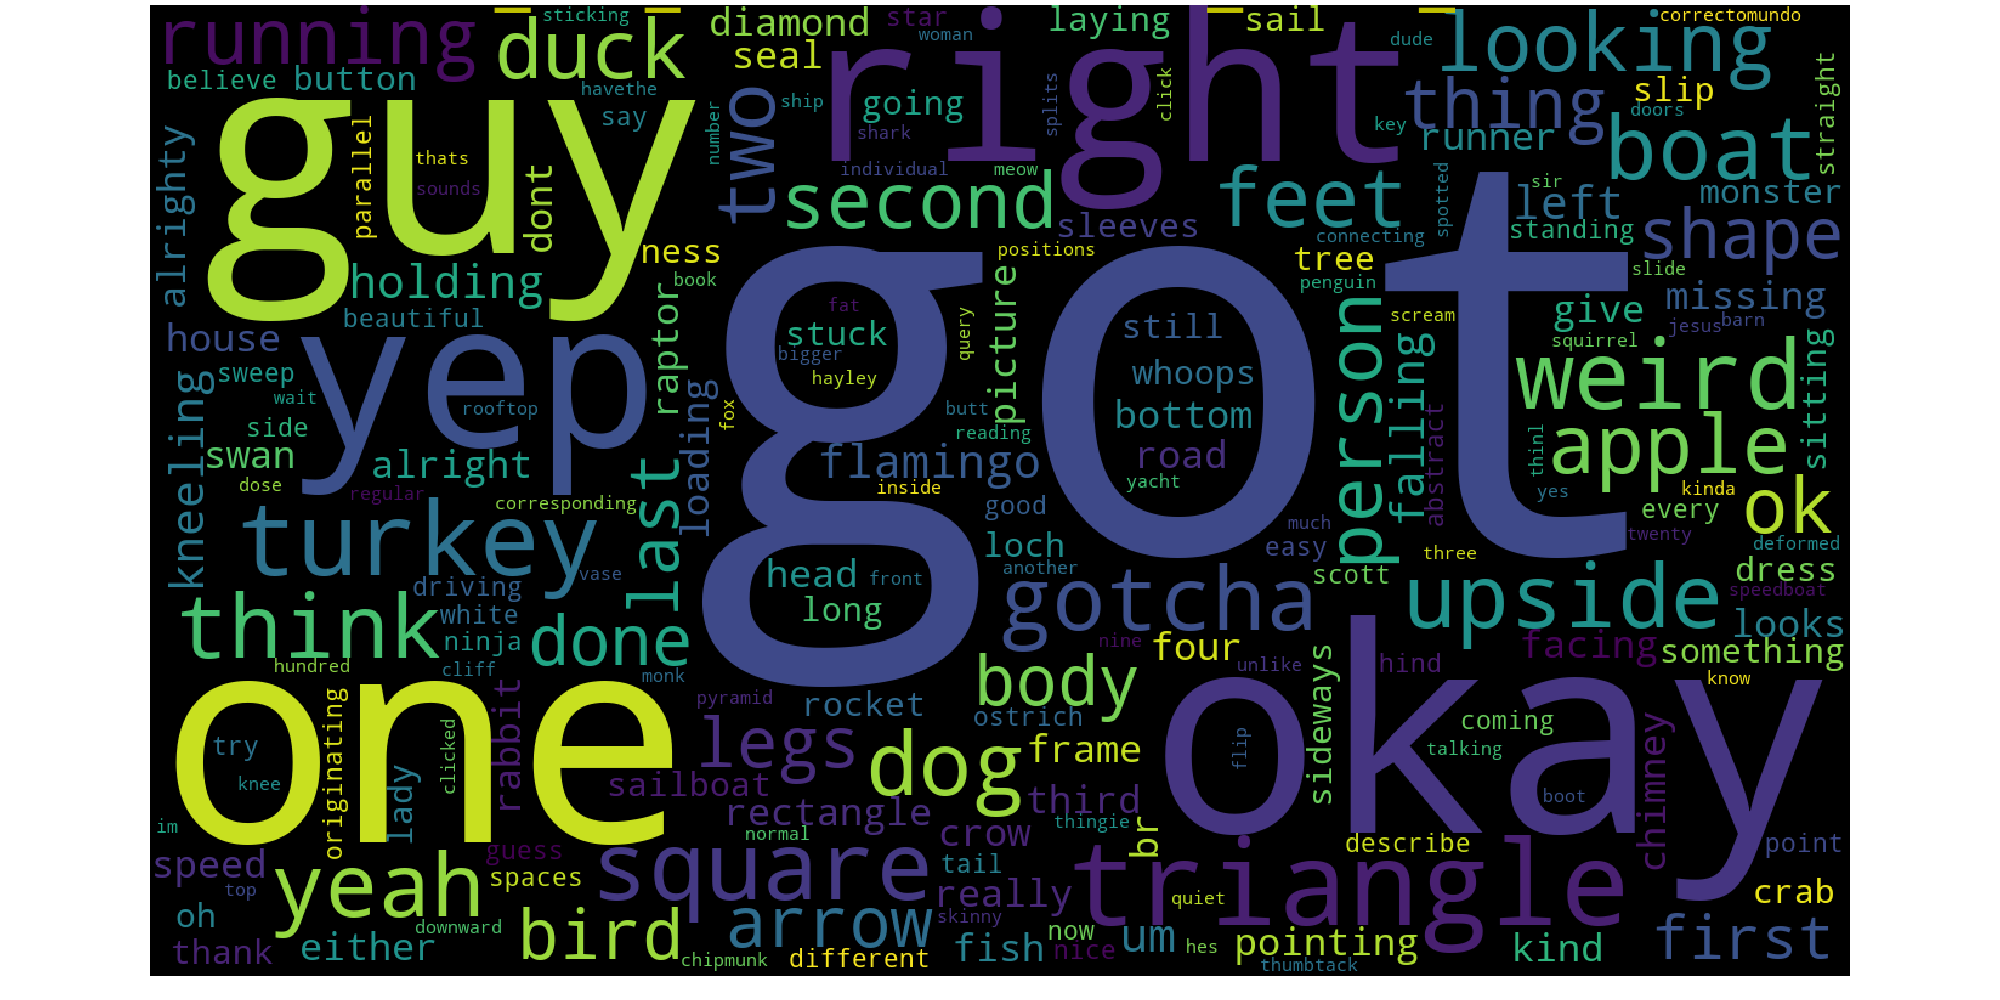 running
sticking
duck
diamond
star
woman
laying
sail
looking
correctomundo
believe
button
havethe
seal
right
dude
thing
slip
straight
guy
say
two
ship
going
click
key
runner
doors
boat
alrighty
parallel
thats
sounds
dont
number
shark
splits
individual
meow
second
feet
spotted
sir
left
monster
sleeves
connecting
standing
shape
holding
ness
book
positions
tree
penguin
slide
beautiful
raptor
got
fat
stuck
bigger
hayley
query
picture
still
whoops
bottom
person
scream
falling
give
missing
squirrel
jesus
barn
house
yep
sweep
wait
rooftop
kneeling
side
swan
dose
alright
regular
corresponding
last
loading
fox
butt
reading
flamingo
inside
road
yacht
good
abstract
weird
apple
thinl
sitting
yes
kinda
ok
every
twenty
turkey
vase
driving
white
ninja
cliff
think
hundred
done
monk
head
front
long
loch
another
gotcha
much
easy
three
scott
upside
deformed
dress
speedboat
looks
one
originating
try
knee
lady
clicked
rabbit
pyramid
rocket
legs
sailboat
rectangle
body
ostrich
nine
four
unlike
dog
frame
third
thingie
sideways
hind
facing
something
know
okay
flip
coming
talking
boot
chimney
im
speed
top
oh
thank
yeah
guess
spaces
downward
either
square
normal
crow
tail
really
skinny
br
triangle
quiet
describe
point
crab
bird
chipmunk
arrow
different
fish
now
nice
um
hes
pointing
thumbtack
kind
first